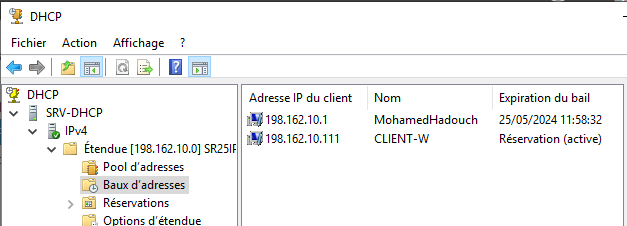 DHCP
Fichier Action Affichage ?
DHCP
SRV-DHCP
IPv4
Étendue [198.162.10.0] SR25IF
Pool d'adresses
Baux d'adresses
Réservations
Options d'étendue
Adresse IP du client Nom Expiration du bail
198.162.10.1 MohamedHadouch 25/05/2024 11:58:32
198.162.10.111 CLIENT-W Réservation (active)